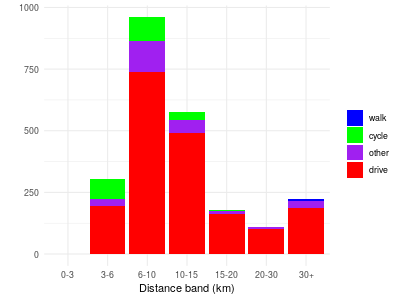 1000
750
500
250
0
0-3 3-6 6-10 10-15 15-20 20-30 30+
Distance band (km)
walk
cycle
other
drive